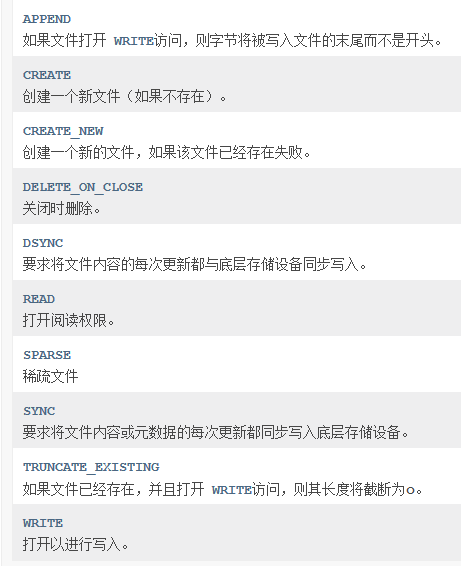 APPEND
如果文件打开 WRITE访问，则字节将被写入文件的末尾而不是开头。
CREATE
创建一个新文件（如果不存在）。
CREATE_NEW
创建一个新的文件，如果该文件已经存在失败。
DELETE_ON_CLOSE
关闭时删除。
DSYNC
要求将文件内容的每次更新都与底层存储设备同步写入。
READ
打开阅读权限。
SPARSE
稀疏文件
SYNC
要求将文件内容或元数据的每次更新都同步写入底层存储设备。
TRUNCATE_EXISTING
如果文件已经存在，并且打开 WRITE访问，则其长度将截断为0。
WRITE
打开以进行写入。